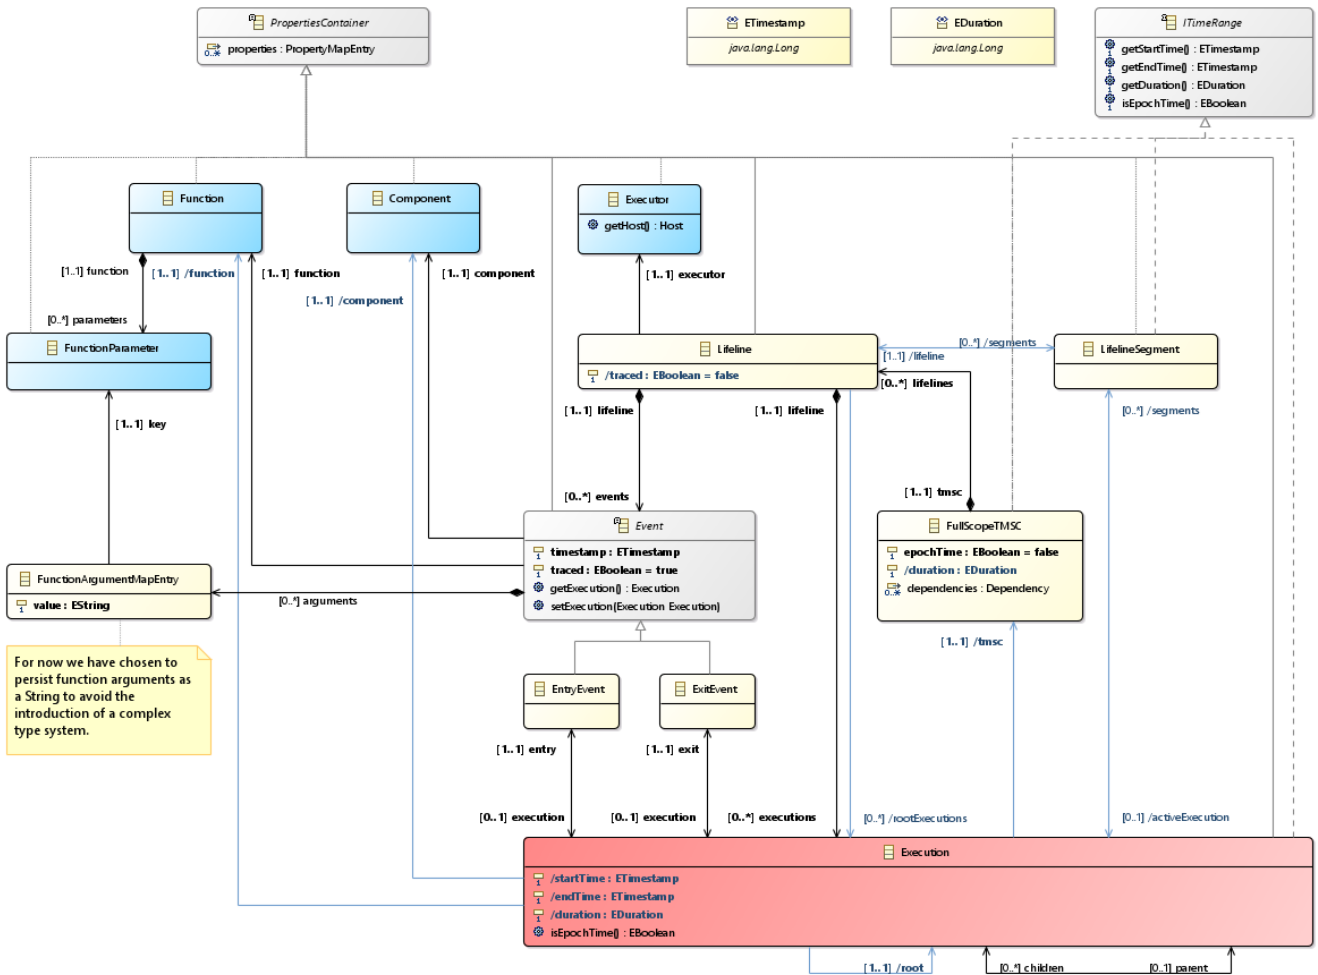 PropertiesContainer
properties : PropertyMapEntry
0..*
ETimestamp
java.lang.Long
EDuration
java.lang.Long
ITimeRange
getStartTime() : ETimestamp
getEndTime() : ETimestamp
getDuration() : EDuration
isEpochTime() : EBoolean
Function
Component
Executor
getHost() : Host
[1..1] function
[1..1] /function
[1..1] function
[1..1] component
[1..1] executor
[1..1] /component
[0..*] parameters
FunctionParameter
Lifeline
/traced : EBoolean = false
[0..*] /segments
[1..1] /lifeline
LifelineSegment
[0..*] lifelines
[1..1] key
[1..1] lifeline
[1..1] lifeline
[0..*] /segments
[0..*] events
[1..1] tmsc
Event
timestamp : ETimestamp
traced : EBoolean = true
getExecution() : Execution
setExecution(Execution Execution)
FullScopeTMSC
epochTime : EBoolean = false
/duration : EDuration
dependencies : Dependency
0..*
FunctionArgumentMapEntry
value : EString
[0..*] arguments
For now we have chosen to
persist function arguments as
a String to avoid the
introduction of a complex
type system.
[1..1] /tmsc
EntryEvent
ExitEvent
[1..1] entry
[1..1] exit
[0..1] execution
[0..1] execution
[0..*] executions
[0..*] /rootExecutions
[0..1] /activeExecution
Execution
/startTime : ETimestamp
/endTime : ETimestamp
/duration : EDuration
isEpochTime() : EBoolean
[1..1] /root
[0..*] children
[0..1] parent